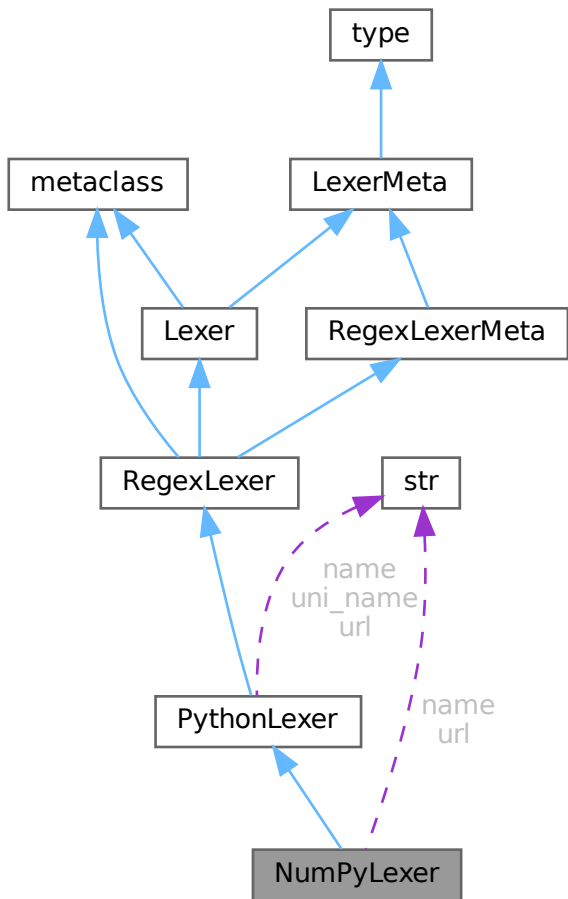 type
metaclass
LexerMeta
Lexer
RegexLexerMeta
RegexLexer
str
name
uni_name
url
PythonLexer
name
url
NumPyLexer